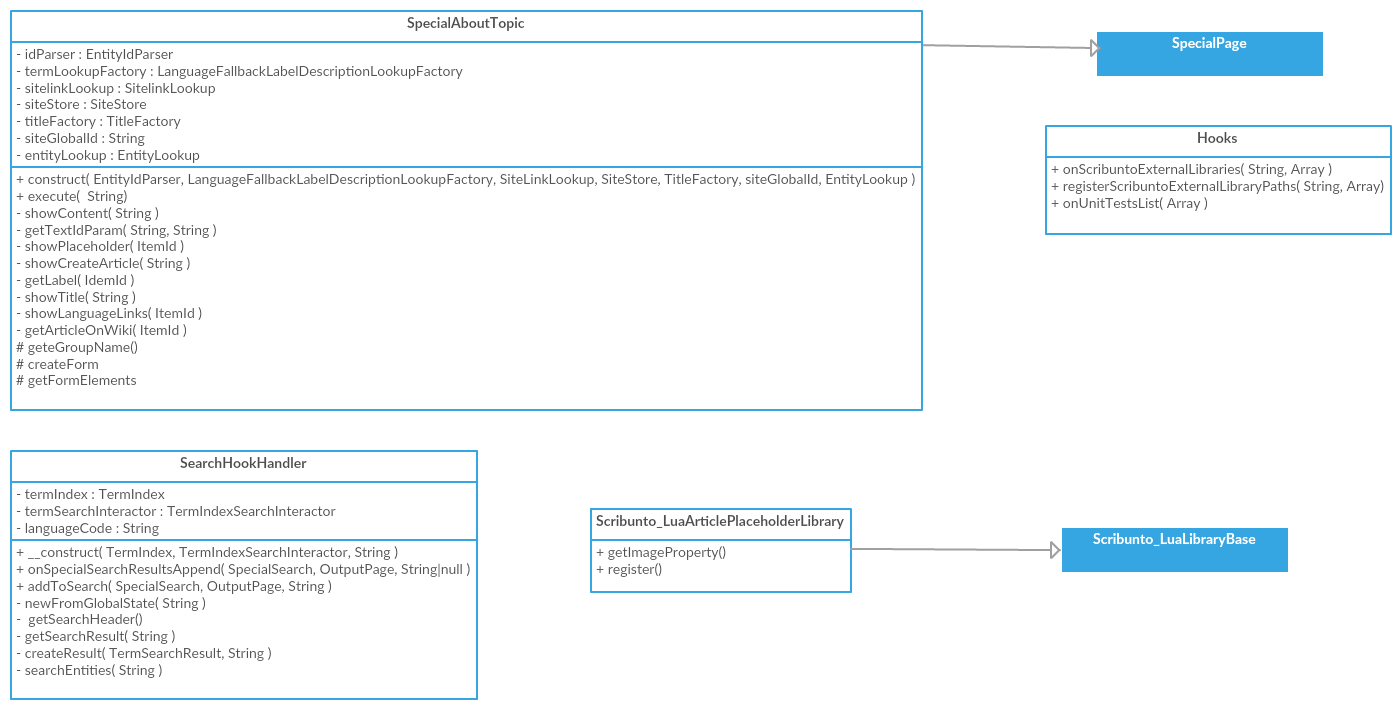 SpecialAboutTopic
- idParser : EntityIdParser
- termLookupFactory : LanguageFallbackLabelDescriptionLookupFactory
- sitelinkLookup : SitelinkLookup
- siteStore : SiteStore
- titleFactory : TitleFactory
- siteGlobalId : String
- entityLookup : EntityLookup
+ construct( EntityIdParser, LanguageFallbackLabelDescriptionLookupFactory, SiteLinkLookup, SiteStore, TitleFactory, siteGlobalId, EntityLookup )
+ execute(  String)
- showContent( String )
- getTextIdParam( String, String )
- showPlaceholder( ItemId )
- showCreateArticle( String )
- getLabel( IdemId )
- showTitle( String )
- showLanguageLinks( ItemId )
- getArticleOnWiki( ItemId )
# geteGroupName()
# createForm
# getFormElements
SpecialPage
Hooks
+ onScribuntoExternalLibraries( String, Array )
+ registerScribuntoExternalLibraryPaths( String, Array)
+ onUnitTestsList( Array )
SearchHookHandler
- termIndex : TermIndex
- termSearchInteractor : TermIndexSearchInteractor
- languageCode : String
+ __construct( TermIndex, TermIndexSearchInteractor, String )
+ onSpecialSearchResultsAppend( SpecialSearch, OutputPage, String|null )
+ addToSearch( SpecialSearch, OutputPage, String )
- newFromGlobalState( String )
-  getSearchHeader()
- getSearchResult( String )
- createResult( TermSearchResult, String )
- searchEntities( String )
Scribunto_LuaArticlePlaceholderLibrary
+ getImageProperty()
+ register()
Scribunto_LuaLibraryBase